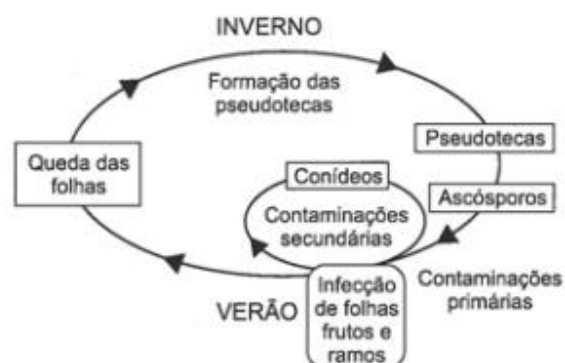 INVERNO
Formação das
pseudotecas
Pseudotecas
Queda das
folhas
Conídeos
Ascósporos
Contaminações
secundárias
Contaminações
primárias
VERÃO
Infecção
de folhas
frutos e
ramos